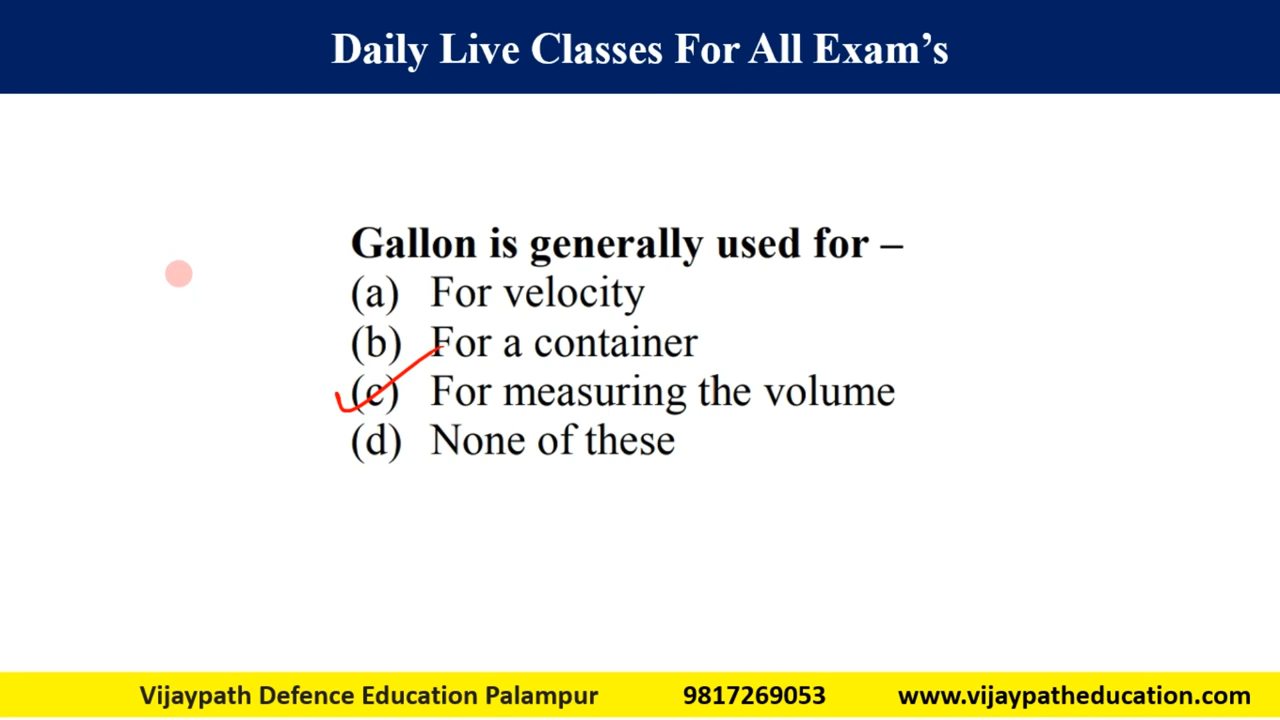 Daily Live Classes For All Exam’s
Gallon is generally used for –
(a) For velocity
(b) For a container
(c) For measuring the volume
(d) None of these
Vijaypath Defence Education Palampur 9817269053 www.vijaypatheducation.com